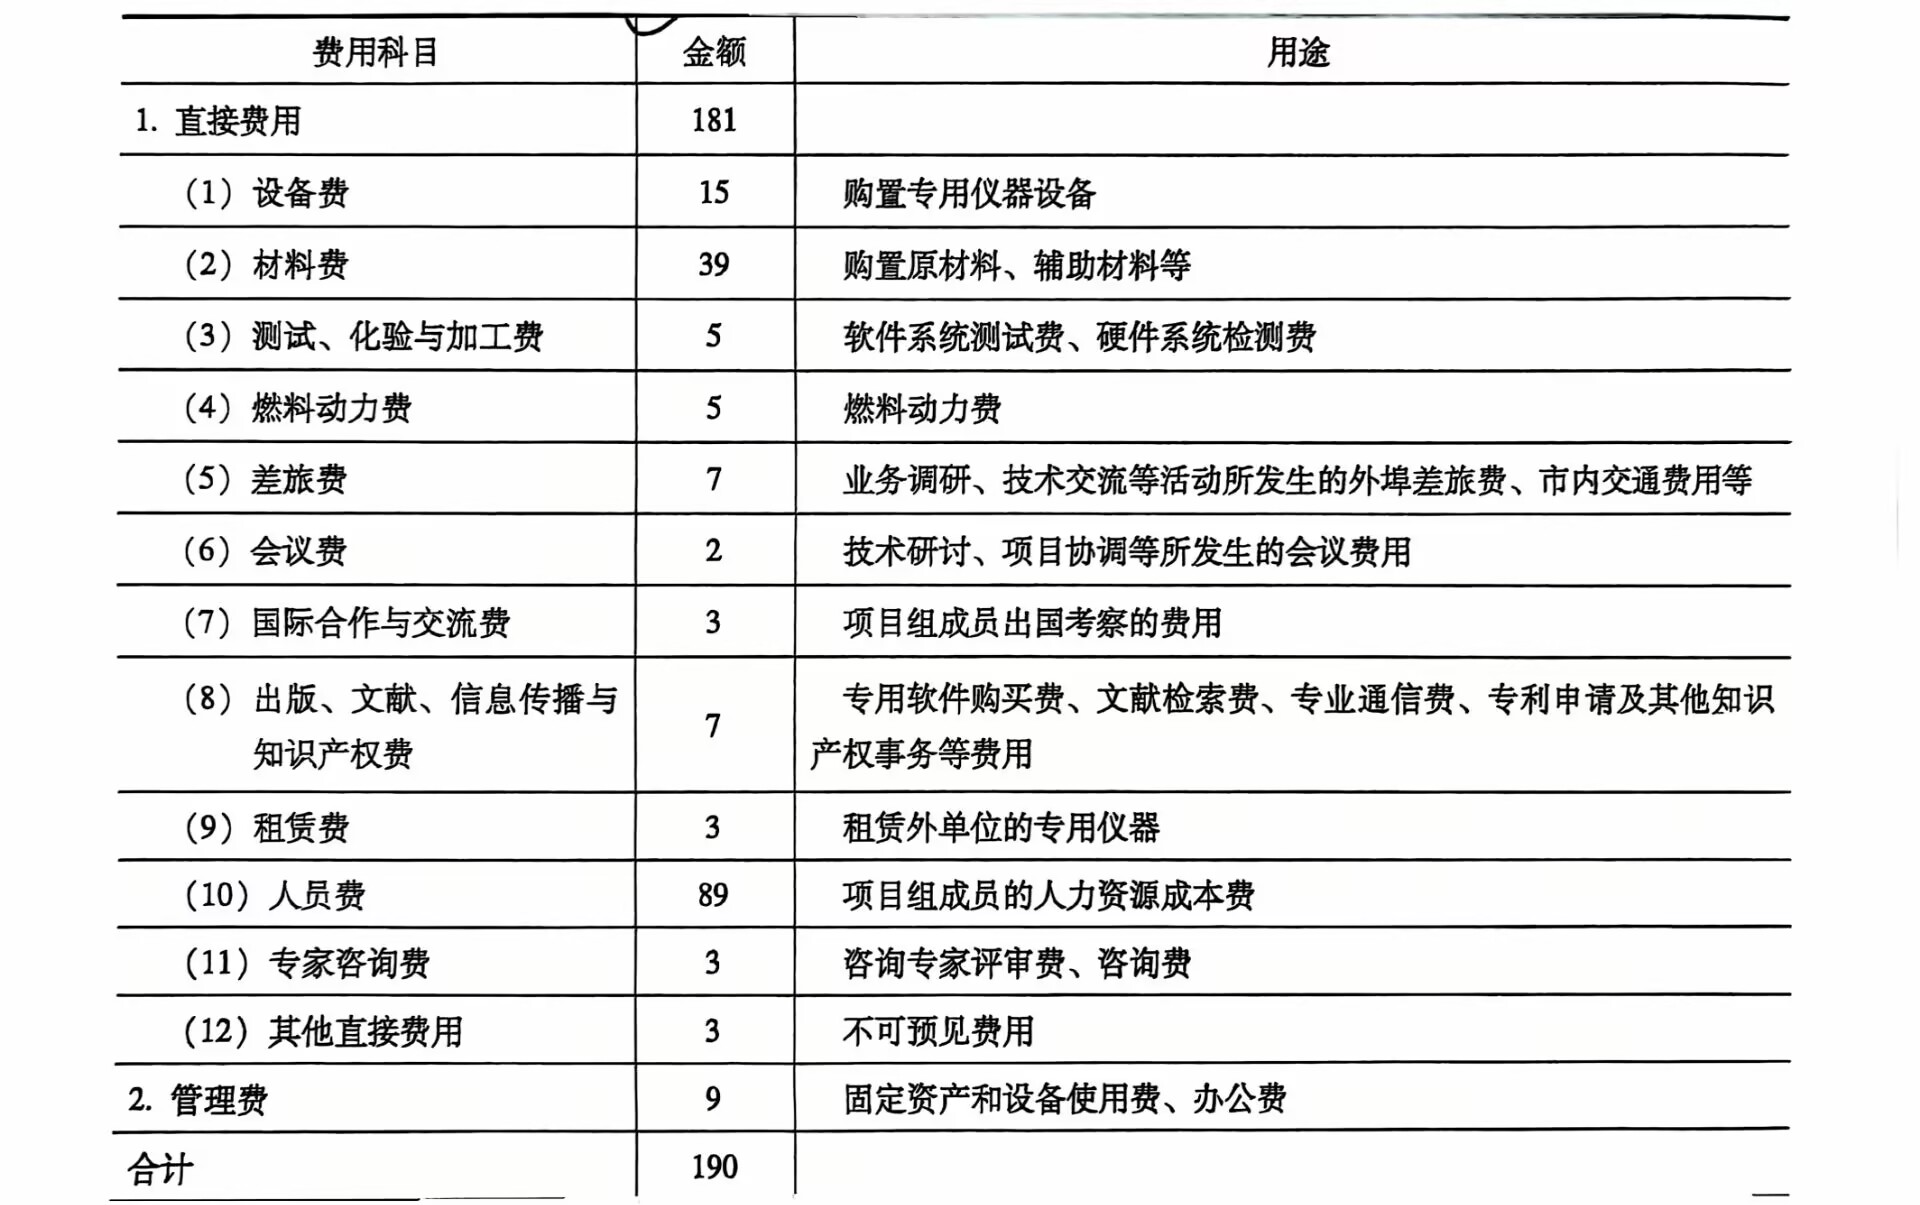 费用科目 金额 用途
1. 直接费用 181
(1) 设备费 15 购置专用仪器设备
(2) 材料费 39 购置原材料、辅助材料等
(3) 测试、化验与加工费 5 软件系统测试费、硬件系统检测费
(4) 燃料动力费 5 燃料动力费
(5) 差旅费 7 业务调研、技术交流等活动所发生的外埠差旅费、市内交通费用等
(6) 会议费 2 技术研讨、项目协调等所发生的会议费用
(7) 国际合作与交流费 3 项目组成员出国考察的费用
(8) 出版、文献、信息传播与 7 专用软件购买费、文献检索费、专业通信费、专利申请及其他知识
知识产权费 产权事务等费用
(9) 租赁费 3 租赁外单位的专用仪器
(10) 人员费 89 项目组成员的人力资源成本费
(11) 专家咨询费 3 咨询专家评审费、咨询费
(12) 其他直接费用 3 不可预见费用
2. 管理费 9 固定资产和设备使用费、办公费
合计 190